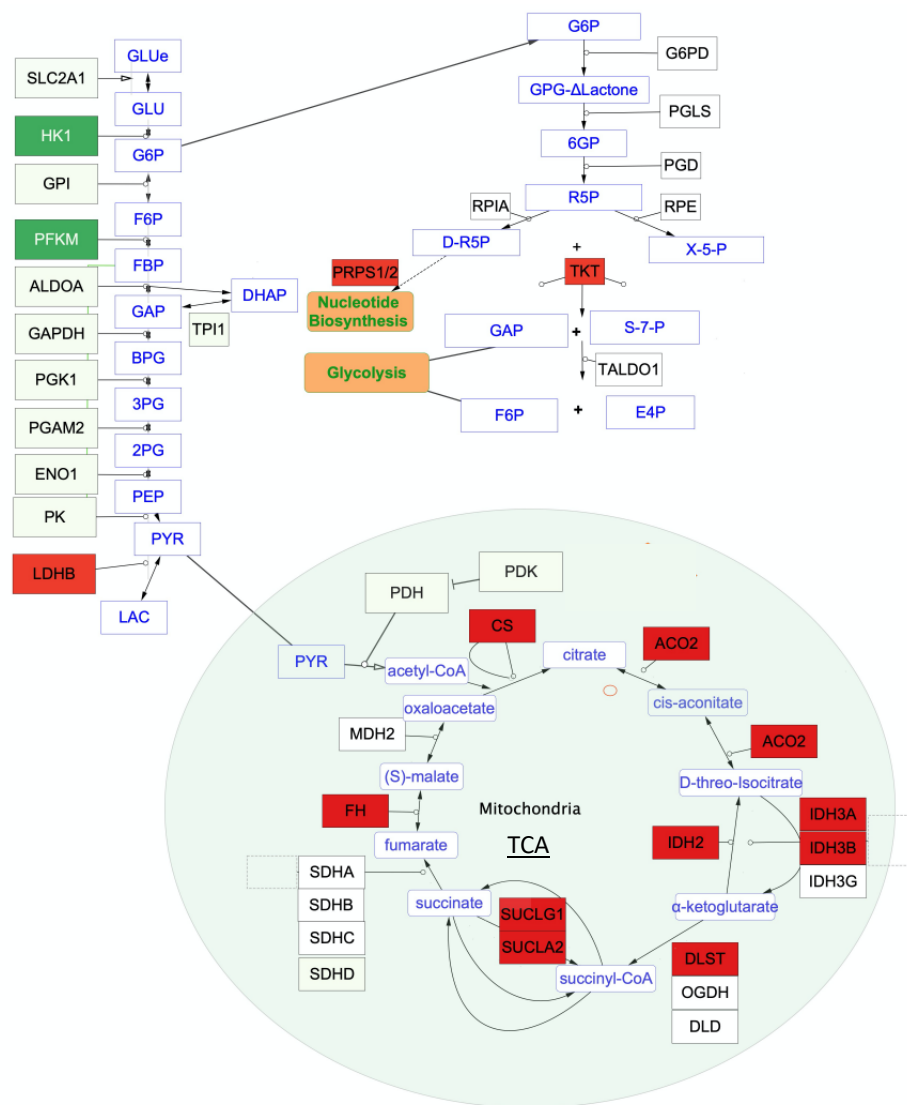 GLUe
SLC2A1
GLU
HK1
G6P
GPI
F6P
PFKM
FBP
ALDOA
DHAP
GAP
TPI1
GAPDH
BPG
PGK1
3PG
PGAM2
2PG
ENO1
PEP
PK
PYR
LDHB
LAC
G6P
G6PD
GPG-ΔLactone
PGLS
6GP
PGD
R5P
RPIA
RPE
D-R5P
X-5-P
+
PRPS1/2
TKT
Nucleotide
Biosynthesis
GAP
+
S-7-P
TALDO1
Glycolysis
F6P
+
E4P
PDH
PDK
PYR
acetyl-CoA
CS
citrate
ACO2
oxaloacetate
cis-aconitate
MDH2
ACO2
(S)-malate
D-threo-Isocitrate
FH
Mitochondria
TCA
IDH3A
IDH2
IDH3B
IDH3G
fumarate
SDHA
SDHB
SDHC
SDHD
succinate
SUCLG1
SUCLA2
α-ketoglutarate
succinyl-CoA
DLST
OGDH
DLD